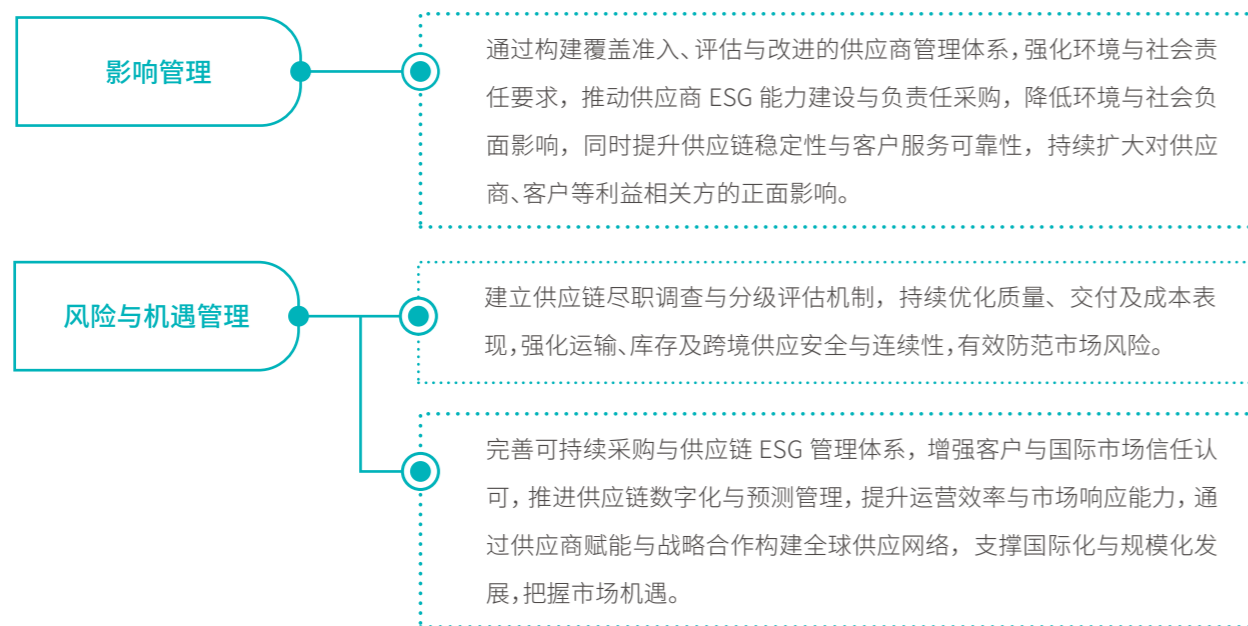 影响管理
通过构建覆盖准入、评估与改进的供应商管理体系，强化环境与社会责
任要求，推动供应商 ESG 能力建设与负责任采购，降低环境与社会负
面影响，同时提升供应链稳定性与客户服务可靠性，持续扩大对供应
商、客户等利益相关方的正面影响。
风险与机遇管理
建立供应链尽职调查与分级评估机制，持续优化质量、交付及成本表
现，强化运输、库存及跨境供应安全与连续性，有效防范市场风险。
完善可持续采购与供应链 ESG 管理体系，增强客户与国际市场信任认
可，推进供应链数字化与预测管理，提升运营效率与市场响应能力，通
过供应商赋能与战略合作构建全球供应网络，支撑国际化与规模化发
展，把握市场机遇。